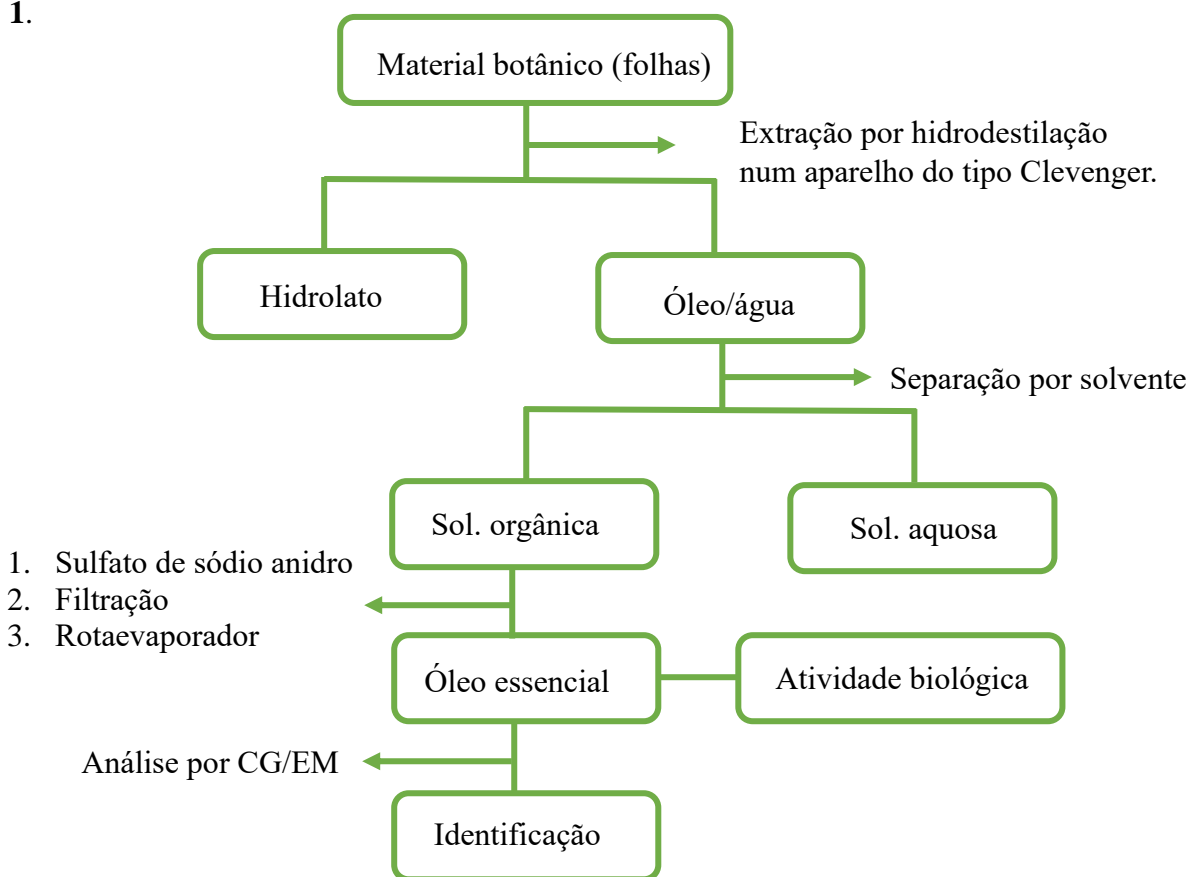 1.
Material botânico (folhas)
Extração por hidrodestilação
num aparelho do tipo Clevenger.
Hidrolato
Óleo/água
Separação por solvente
Sol. orgânica
Sol. aquosa
1. Sulfato de sódio anidro
2. Filtração
3. Rotaevaporador
Óleo essencial
Atividade biológica
Análise por CG/EM
Identificação